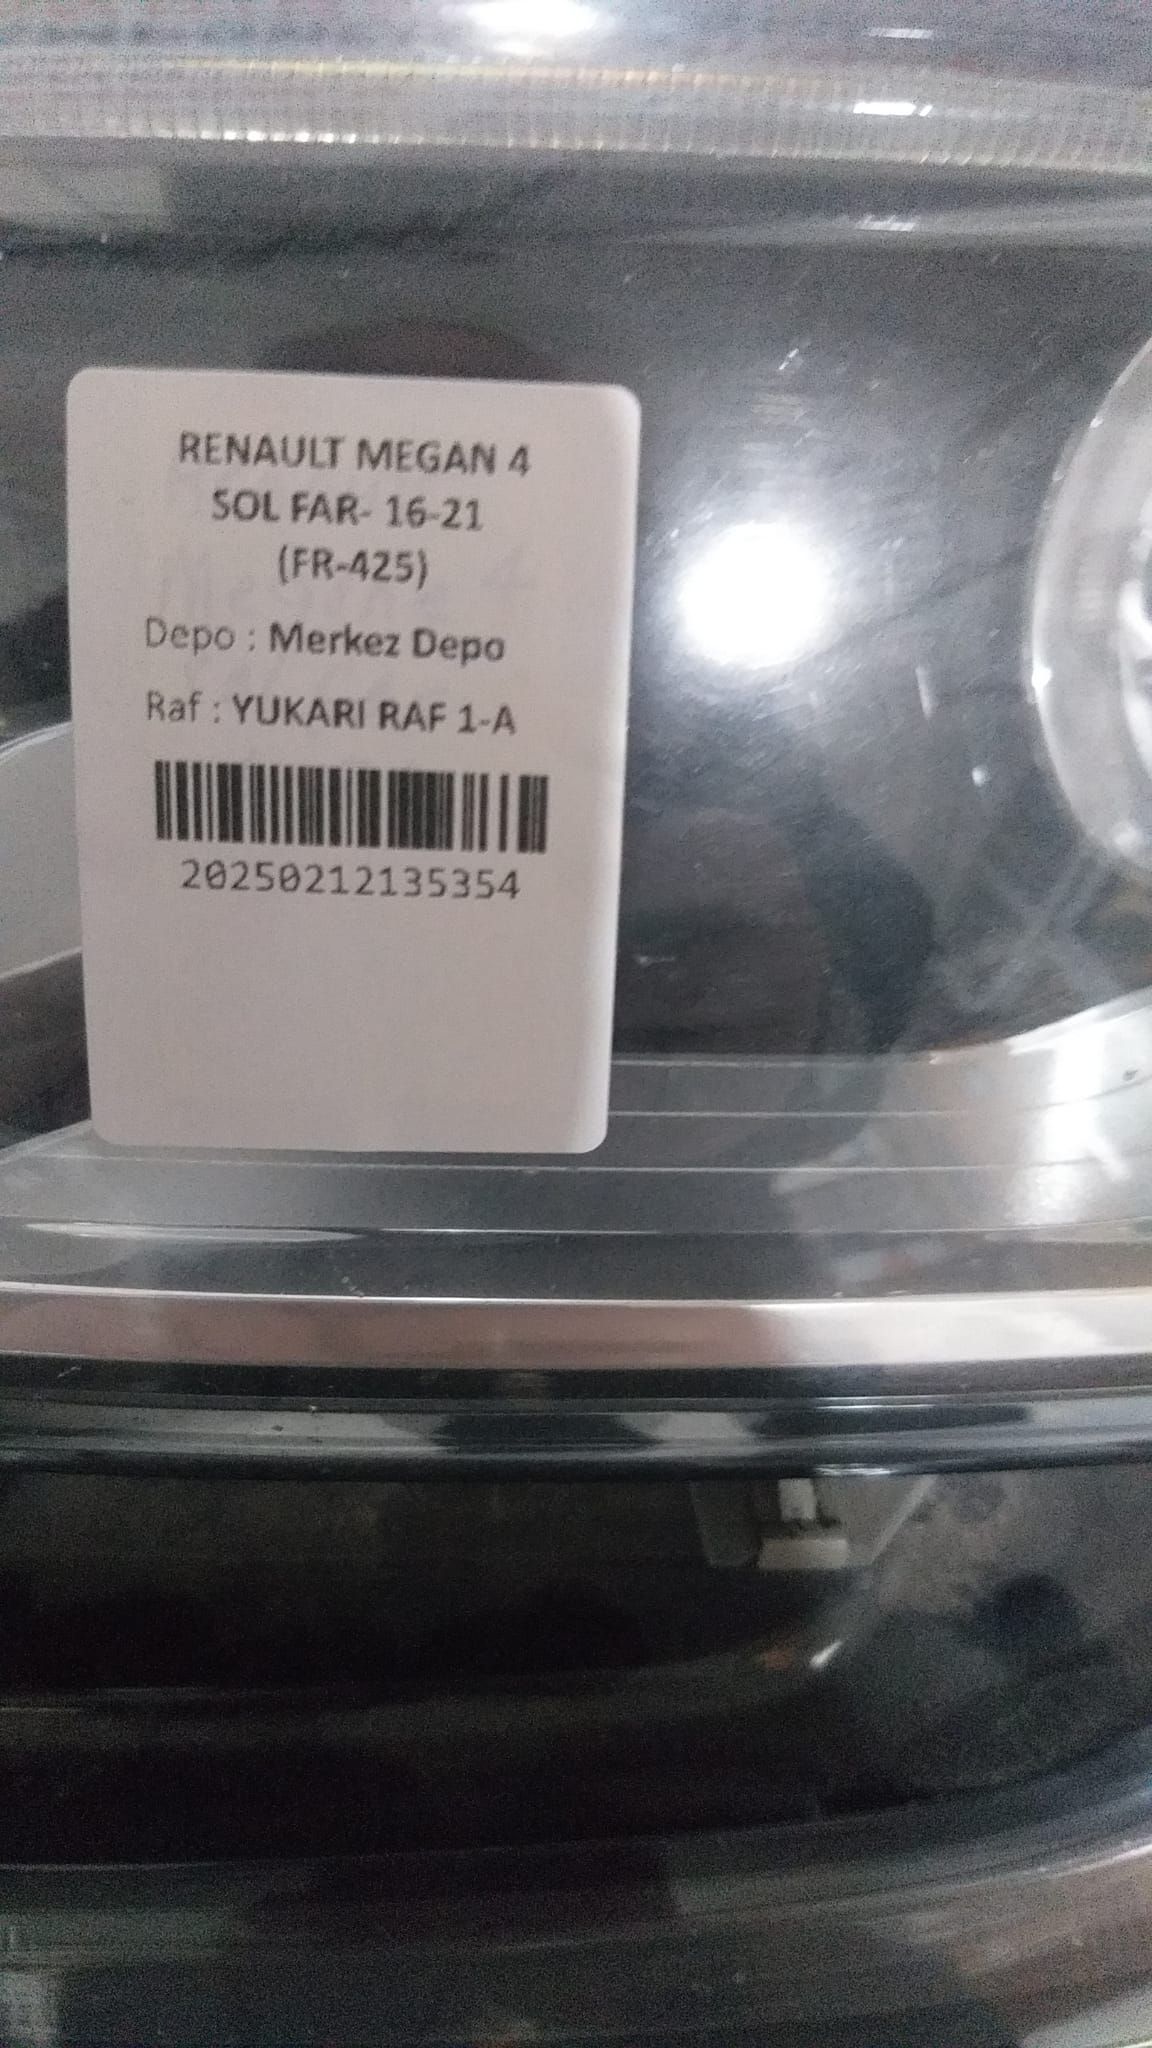 RENAULT MEGAN 4
SOL FAR- 16-21
(FR-425)
Depo : Merkez Depo
Raf : YUKARI RAF 1-A
20250212135354